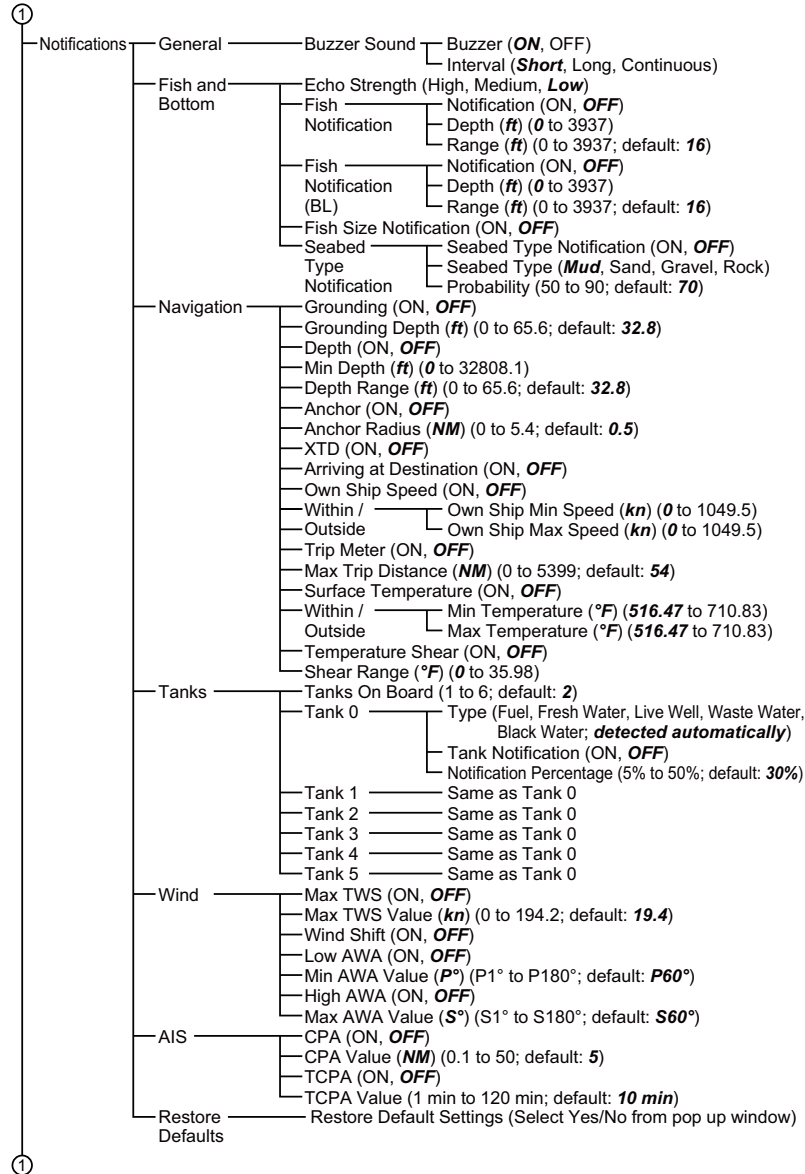 1
Notifications General Buzzer Sound Buzzer (ON, OFF)
Interval (Short, Long, Continuous)
Fish and Echo Strength (High, Medium, Low)
Bottom Fish Notification (ON, OFF)
Notification Depth (ft) (0 to 3937)
Range (ft) (0 to 3937; default: 16)
Fish Notification (ON, OFF)
Notification Depth (ft) (0 to 3937)
(BL) Range (ft) (0 to 3937; default: 16)
Fish Size Notification (ON, OFF)
Seabed Seabed Type Notification (ON, OFF)
Type Seabed Type (Mud, Sand, Gravel, Rock)
Notification Probability (50 to 90; default: 70)
Navigation Grounding (ON, OFF)
Grounding Depth (ft) (0 to 65.6; default: 32.8)
Depth (ON, OFF)
Min Depth (ft) (0 to 32808.1)
Depth Range (ft) (0 to 65.6; default: 32.8)
Anchor (ON, OFF)
Anchor Radius (NM) (0 to 5.4; default: 0.5)
XTD (ON, OFF)
Arriving at Destination (ON, OFF)
Own Ship Speed (ON, OFF)
Within / Own Ship Min Speed (kn) (0 to 1049.5)
Outside Own Ship Max Speed (kn) (0 to 1049.5)
Trip Meter (ON, OFF)
Max Trip Distance (NM) (0 to 5399; default: 54)
Surface Temperature (ON, OFF)
Within / Min Temperature (°F) (516.47 to 710.83)
Outside Max Temperature (°F) (516.47 to 710.83)
Temperature Shear (ON, OFF)
Shear Range (°F) (0 to 35.98)
Tanks Tanks On Board (1 to 6; default: 2)
Tank 0 Type (Fuel, Fresh Water, Live Well, Waste Water,
Black Water; detected automatically)
Tank Notification (ON, OFF)
Notification Percentage (5% to 50%; default: 30%)
Tank 1 Same as Tank 0
Tank 2 Same as Tank 0
Tank 3 Same as Tank 0
Tank 4 Same as Tank 0
Tank 5 Same as Tank 0
Wind Max TWS (ON, OFF)
Max TWS Value (kn) (0 to 194.2; default: 19.4)
Wind Shift (ON, OFF)
Low AWA (ON, OFF)
Min AWA Value (P°) (P1° to P180°; default: P60°)
High AWA (ON, OFF)
Max AWA Value (S°) (S1° to S180°; default: S60°)
AIS CPA (ON, OFF)
CPA Value (NM) (0.1 to 50; default: 5)
TCPA (ON, OFF)
TCPA Value (1 min to 120 min; default: 10 min)
Restore Restore Default Settings (Select Yes/No from pop up window)
Defaults
1